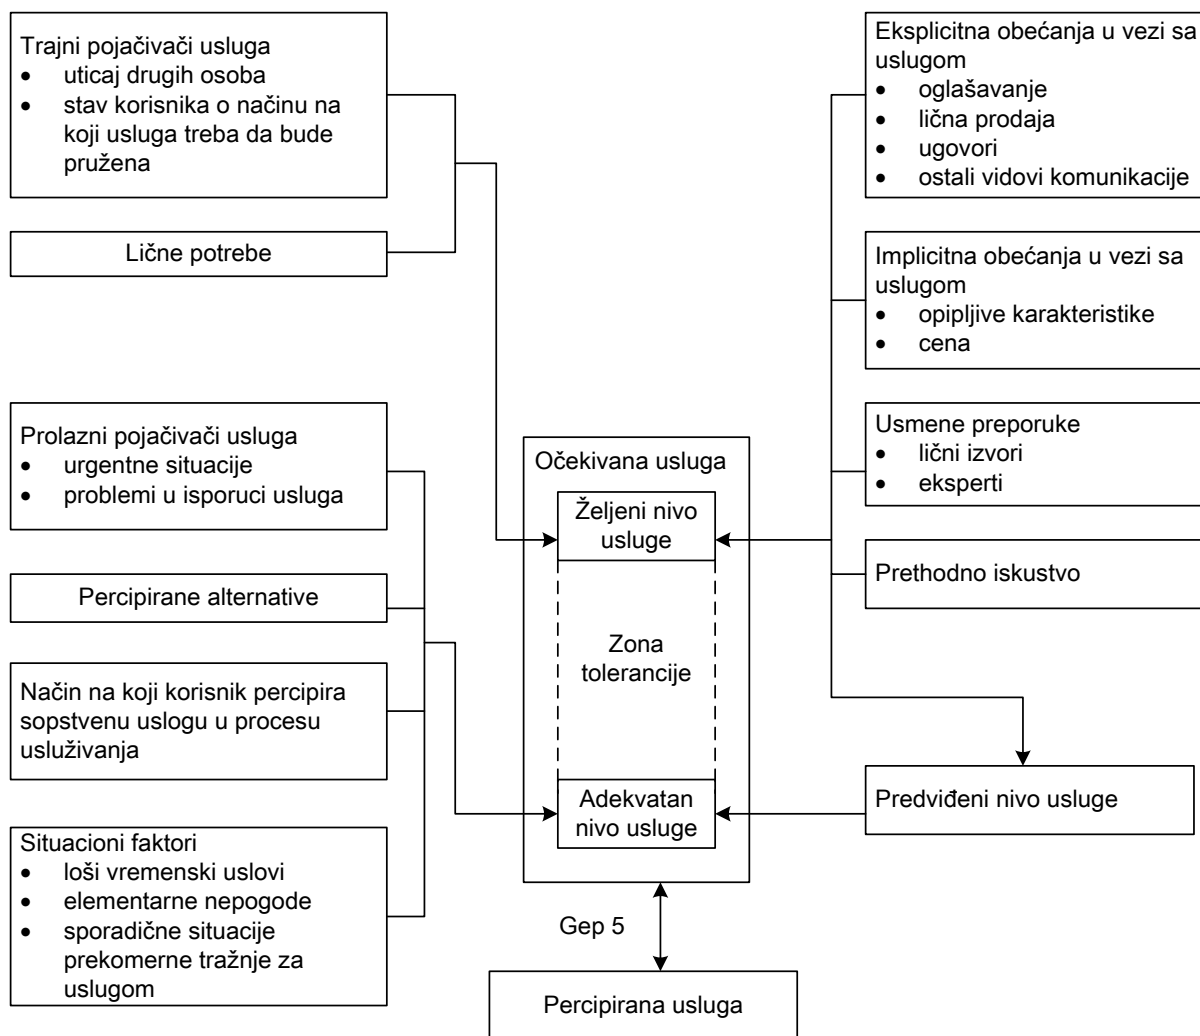 Trajni pojačivači usluga
• uticaj drugih osoba
• stav korisnika o načinu na
koji usluga treba da bude
pružena
Lične potrebe
Prolazni pojačivači usluga
• urgentne situacije
• problemi u isporuci usluga
Percipirane alternative
Način na koji korisnik percipira
sopstvenu uslogu u procesu
usluživanja
Situacioni faktori
• loši vremenski uslovi
• elementarne nepogode
• sporadične situacije
prekomerne tražnje za
uslugom
Očekivana usluga
Željeni nivo
usluge
Zona
tolerancije
Adekvatan
nivo usluge
Gep 5
Percipirana usluga
Eksplicitna obećanja u vezi sa
uslugom
• oglašavanje
• lična prodaja
• ugovori
• ostali vidovi komunikacije
Implicitna obećanja u vezi sa
uslugom
• opipljive karakteristike
• cena
Usmene preporuke
• lični izvori
• eksperti
Prethodno iskustvo
Predviđeni nivo usluge